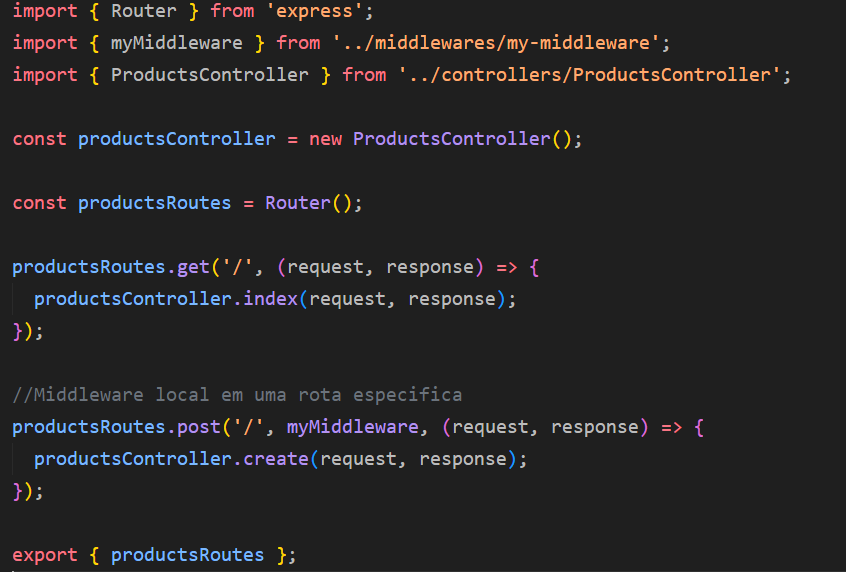 import { Router } from 'express';
import { myMiddleware } from '../middlewares/my-middleware';
import { ProductsController } from '../controllers/ProductsController';
const productsController = new ProductsController();
const productsRoutes = Router();
productsRoutes.get('/', (request, response) => {
productsController.index(request, response);
});
//Middleware local em uma rota especifica
productsRoutes.post('/', myMiddleware, (request, response) => {
productsController.create(request, response);
});
export { productsRoutes };